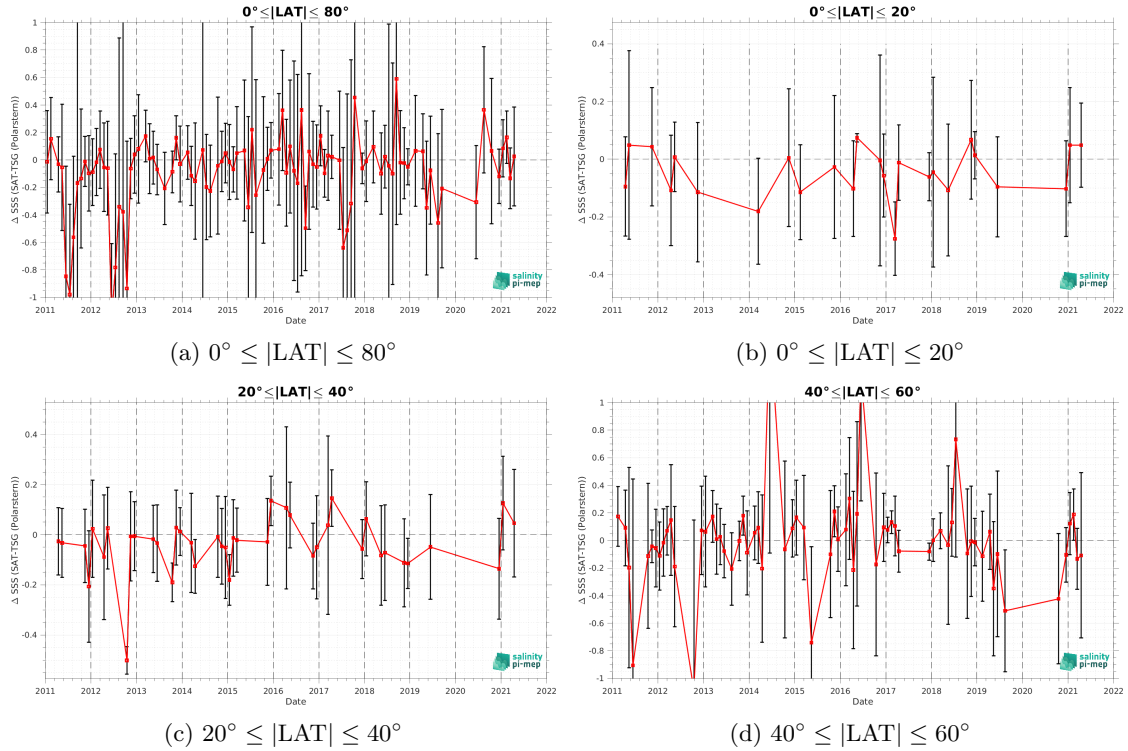 0°≤|LAT|≤ 80°
Δ SSS (SAT-TSG (Polarstern))
1
0.8
0.6
0.4
0.2
0
-0.2
-0.4
-0.6
-0.8
-1
2011 2012 2013 2014 2015 2016 2017 2018 2019 2020 2021 2022
Date
salinity
pi-mep
(a) 0° ≤ |LAT| ≤ 80°
0°≤|LAT|≤ 20°
Δ SSS (SAT-TSG (Polarstern))
0.4
0.2
0
-0.2
-0.4
2011 2012 2013 2014 2015 2016 2017 2018 2019 2020 2021 2022
Date
salinity
pi-mep
(b) 0° ≤ |LAT| ≤ 20°
20°≤|LAT|≤ 40°
Δ SSS (SAT-TSG (Polarstern))
0.4
0.2
0
-0.2
-0.4
2011 2012 2013 2014 2015 2016 2017 2018 2019 2020 2021 2022
Date
salinity
pi-mep
(c) 20° ≤ |LAT| ≤ 40°
40°≤|LAT|≤ 60°
Δ SSS (SAT-TSG (Polarstern))
1
0.8
0.6
0.4
0.2
0
-0.2
-0.4
-0.6
-0.8
-1
2011 2012 2013 2014 2015 2016 2017 2018 2019 2020 2021 2022
Date
salinity
pi-mep
(d) 40° ≤ |LAT| ≤ 60°